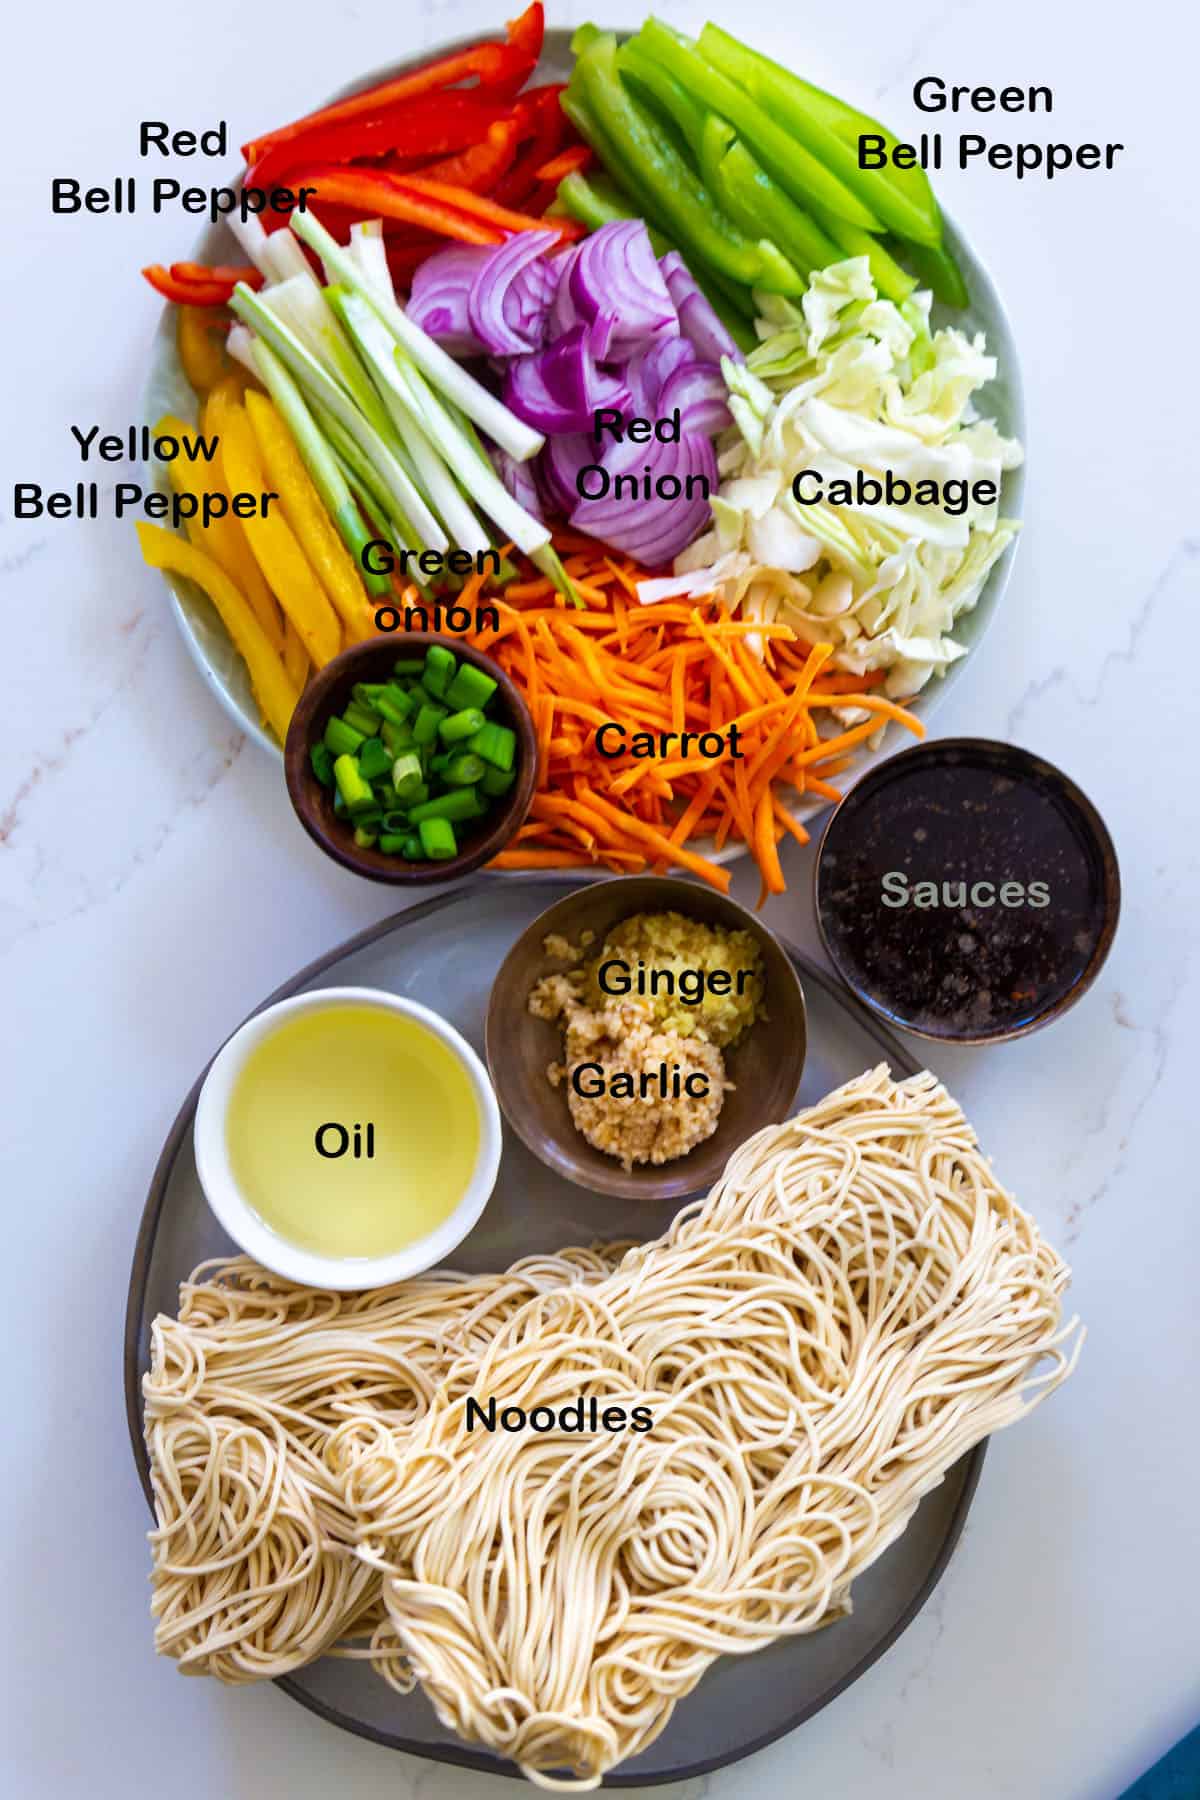 Green
Bell Pepper
Red
Bell Pepper
Red
Onion
Yellow
Bell Pepper
Cabbage
Green
onion
Carrot
Sauces
Ginger
Garlic
Oil
Noodles